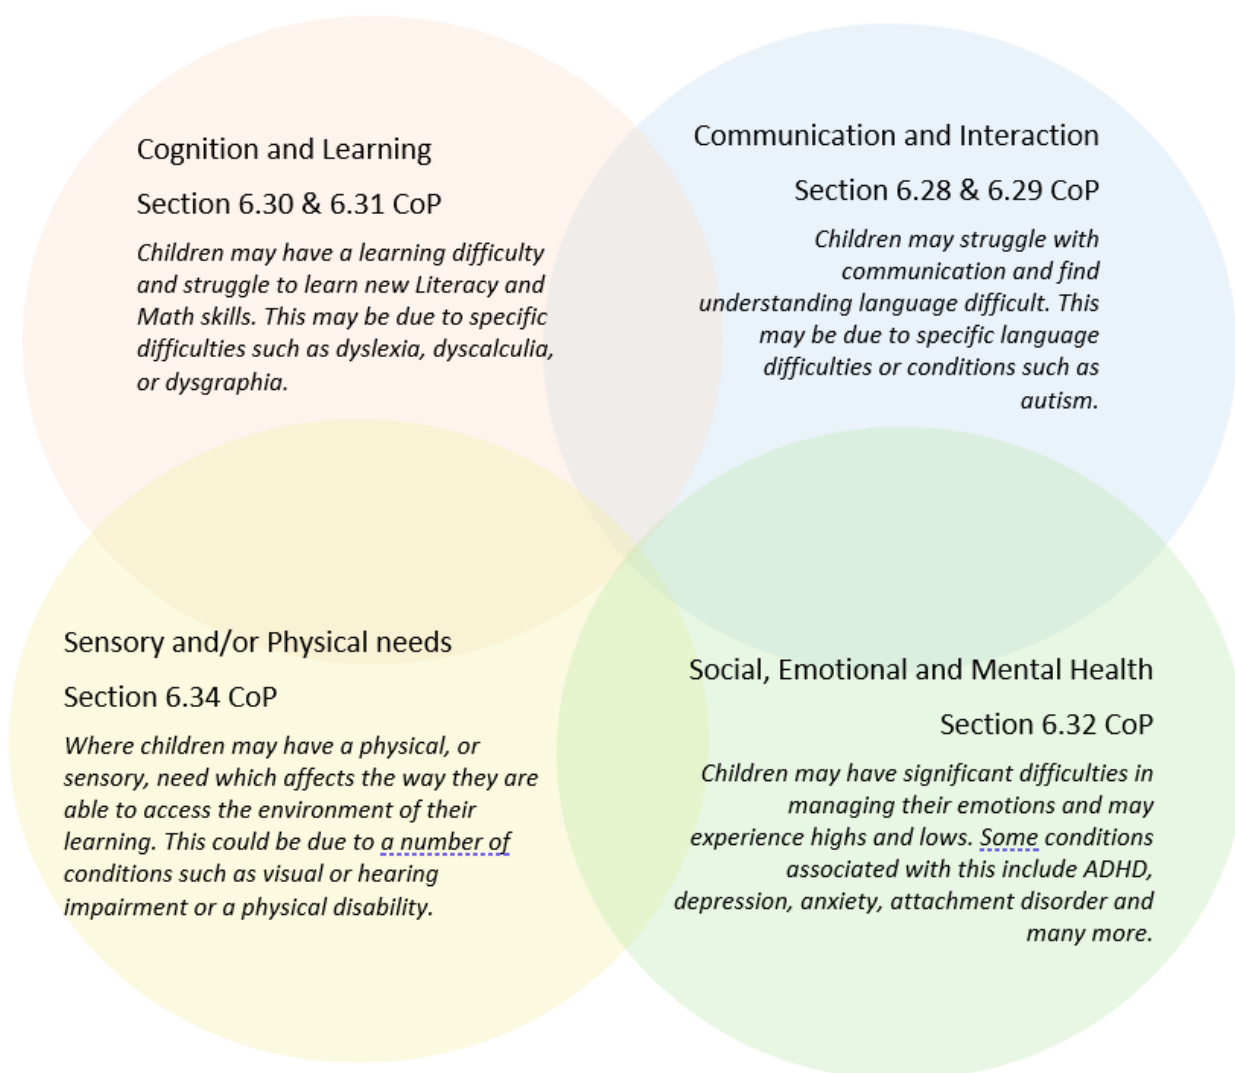 Cognition and Learning
Section 6.30 & 6.31 CoP
Children may have a learning difficulty
and struggle to learn new Literacy and
Math skills. This may be due to specific
difficulties such as dyslexia, dyscalculia,
or dysgraphia.
Communication and Interaction
Section 6.28 & 6.29 CoP
Children may struggle with
communication and find
understanding language difficult. This
may be due to specific language
difficulties or conditions such as
autism.
Sensory and/or Physical needs
Section 6.34 CoP
Where children may have a physical, or
sensory, need which affects the way they are
able to access the environment of their
learning. This could be due to a number of
conditions such as visual or hearing
impairment or a physical disability.
Social, Emotional and Mental Health
Section 6.32 CoP
Children may have significant difficulties in
managing their emotions and may
experience highs and lows. Some conditions
associated with this include ADHD,
depression, anxiety, attachment disorder and
many more.